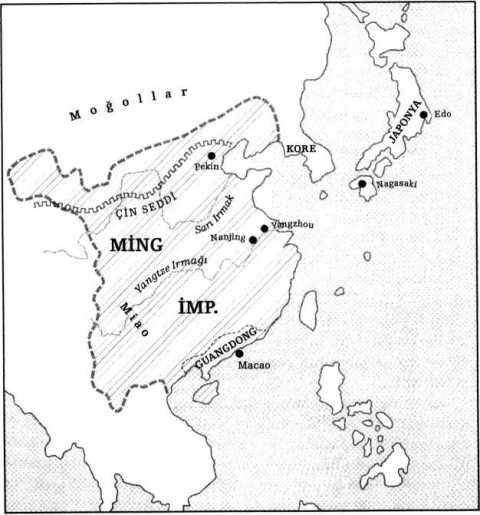 Moğollar
Edo
JAPONYA
KORE
Pekin
Nagasaki
ÇİN SEDDİ
Sarı Irmak
Yangzhou
Nanjing
MİNG
Yangtze Irmağı
İMP.
Miao
GUANGDONG
Macao